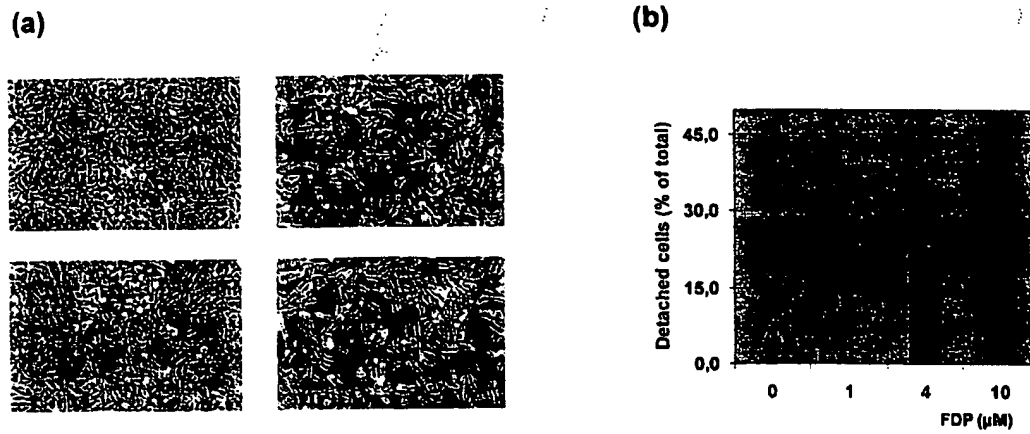 (a)
(b)
Detached cells (% of total)
45,0
30,0
15,0
0,0
0 1 4 10
FDP (µM)